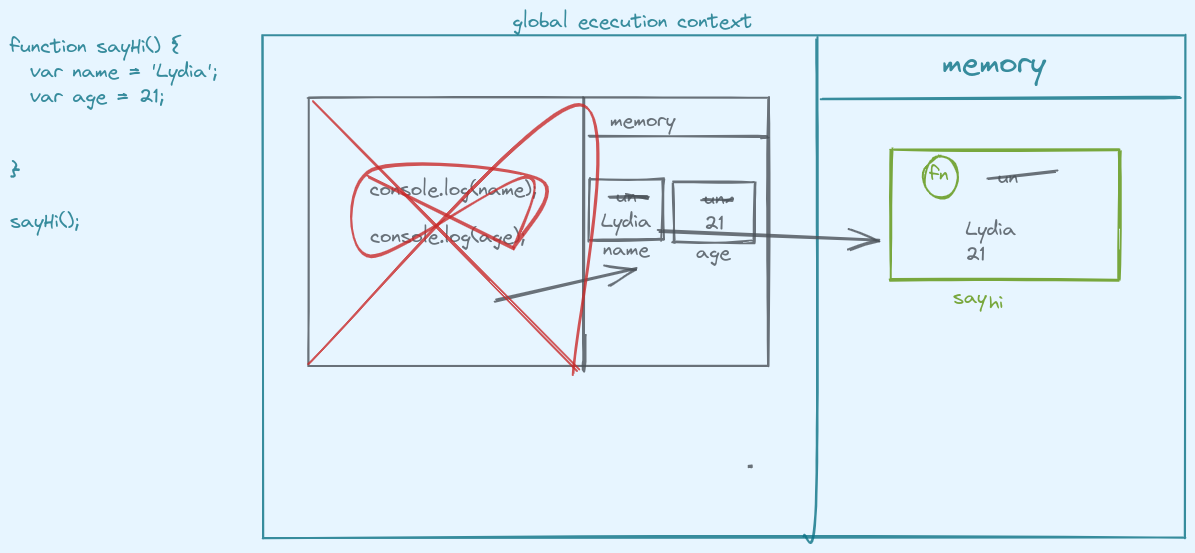 global ececution context
function sayHi() {
var name = 'Lydia';
var age = 21;
}
sayHi();
memory
console.log(name);
console.log(age);
un
Lydia
name
un
21
age
memory
fn
un
Lydia
21
sayhi